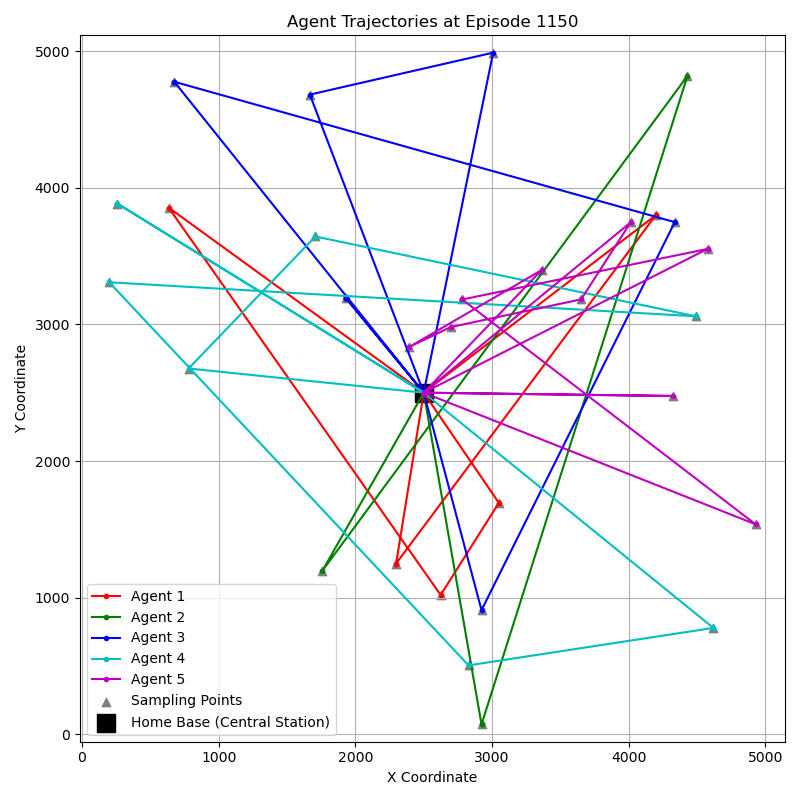 Agent Trajectories at Episode 1150
Y Coordinate
5000
4000
3000
2000
1000
0
Agent 1
Agent 2
Agent 3
Agent 4
Agent 5
Sampling Points
Home Base (Central Station)
0 1000 2000 3000 4000 5000
X Coordinate